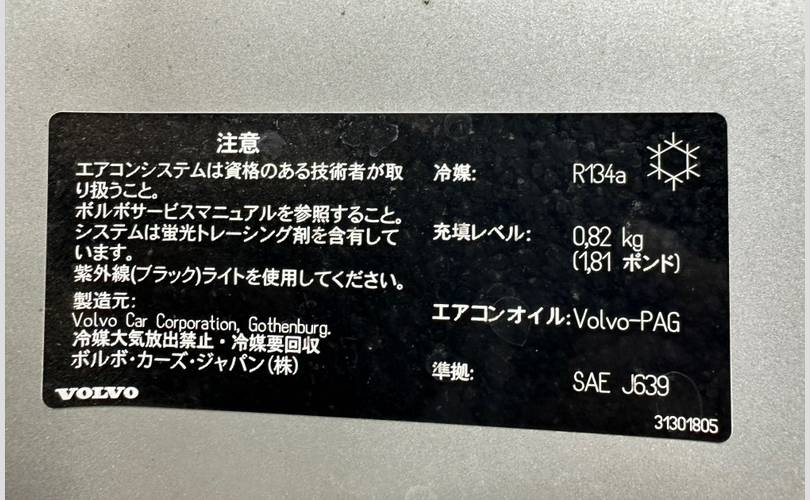 注意
エアコンシステムは資格のある技術者が取
り扱うこと。
ボルボサービスマニュアルを参照すること。
システムは蛍光トレーシング剤を含有して
います。
紫外線(ブラック)ライトを使用してください。
製造元:
Volvo Car Corporation, Gothenburg.
冷媒大気放出禁止・冷媒要回収
ボルボ・カーズ・ジャパン(株)
VOLVO
冷媒: R134a
充填レベル: 0,82 kg
(1,81 ポンド)
エアコンオイル:Volvo-PAG
準拠: SAE J639
31301805